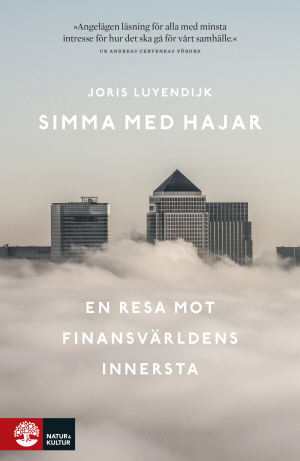 »Angelägen läsning för alla med minsta
intresse för hur det ska gå för vårt samhälle.«
UR ANDREAS CERVENKAS FÖRORD
JORIS LUYENDIJK
SIMMA MED HAJAR
EN RESA MOT
FINANSVÄRLDENS
INNERSTA
NATUR &
KULTUR